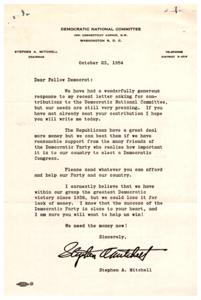 DEMOCRATIC NATIONAL COMMITTEE
1200 CONNECTICUT AVENUE, N.W.
WASHINGTON 6, D. C.
STEPHEN A. MITCHELL
CHAIRMAN
TELEPHONE
DISTRICT
October 23, 1954
Dear Fellow Democrat:
We have had a wonderfully generous
response to my recent letter asking for con-
tributions to the Democratic National Committee,
but our needs are still very pressing. If you
have not already sent your contribution I hope
you will write me today.
The Republicans have a great deal
more money but we can beat them if we have
reasonable support from the many friends of
the Democratic Party who realize how important
it is to our country to elect a Democratic
Congress.
Please send whatever you can afford
and help our Party and our country.
I earnestly believe that we have
within our grasp the greatest Democratic
victory since 1936, but we could lose it for
lack of money. I know that the success of the
Democratic Party is close to your heart, and
I am sure you will want to help us win!
We need the money now!
Sincerely,
Stephen A. Mitchell
Stephen A. Mitchell